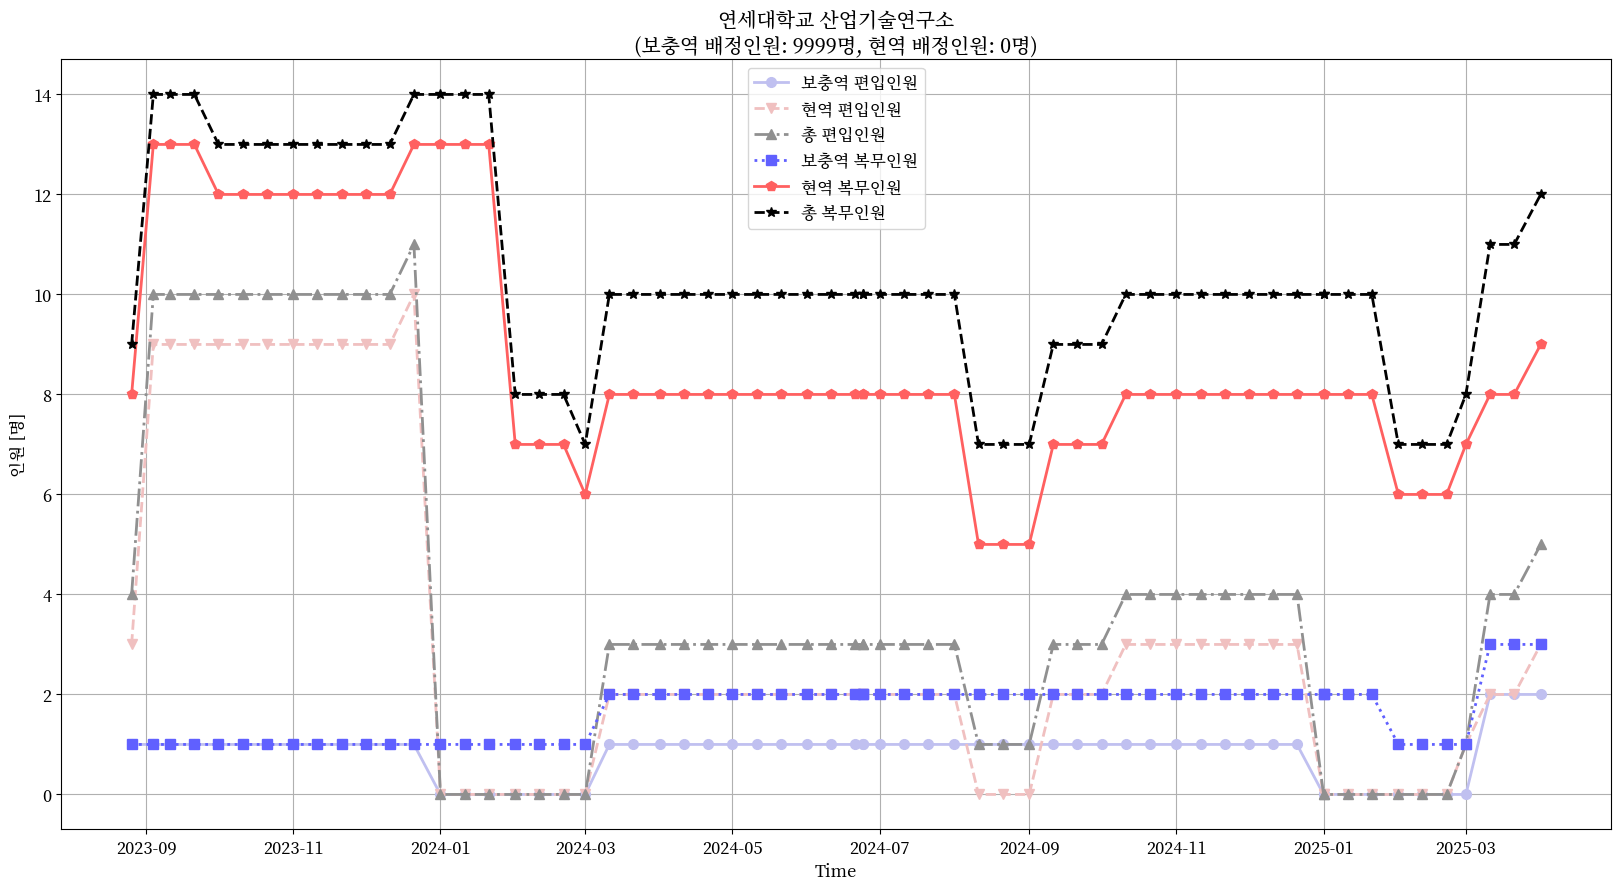 연세대학교 산업기술연구소
(보충역 배정인원: 9999명, 현역 배정인원: 0명)
보충역 편입인원
현역 편입인원
총 편입인원
보충역 복무인원
현역 복무인원
총 복무인원
인원 [명]
14
12
10
8
6
4
2
0
2023-09 2023-11 2024-01 2024-03 2024-05 2024-07 2024-09 2024-11 2025-01 2025-03
Time